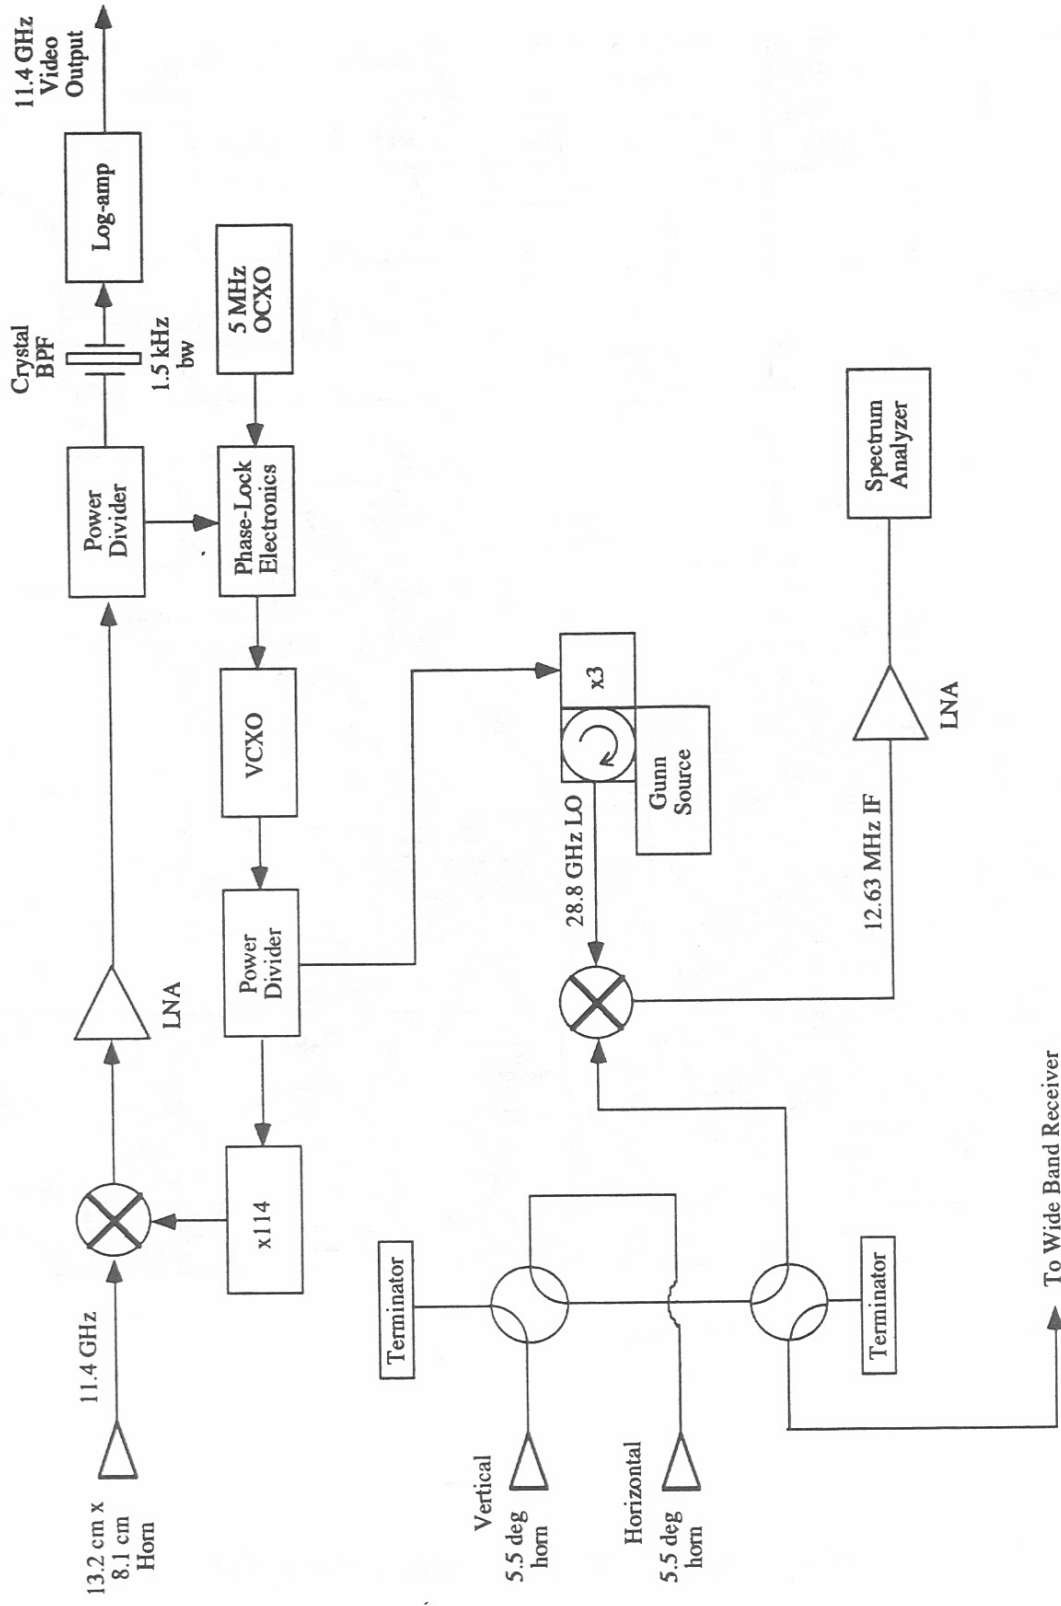 13.2 cm x
8.1 cm
Horn
11.4 GHz
LNA
Power
Divider
Crystal
BPF
1.5 kHz
bw
Log-amp
11.4 GHz
Video
Output
x114
Power
Divider
VCXO
Phase-Lock
Electronics
5 MHz
OCXO
Terminator
Vertical
5.5 deg
horn
Horizontal
5.5 deg
horn
28.8 GHz LO
x3
Gunn
Source
Terminator
12.63 MHz IF
LNA
Spectrum
Analyzer
To Wide Band Receiver